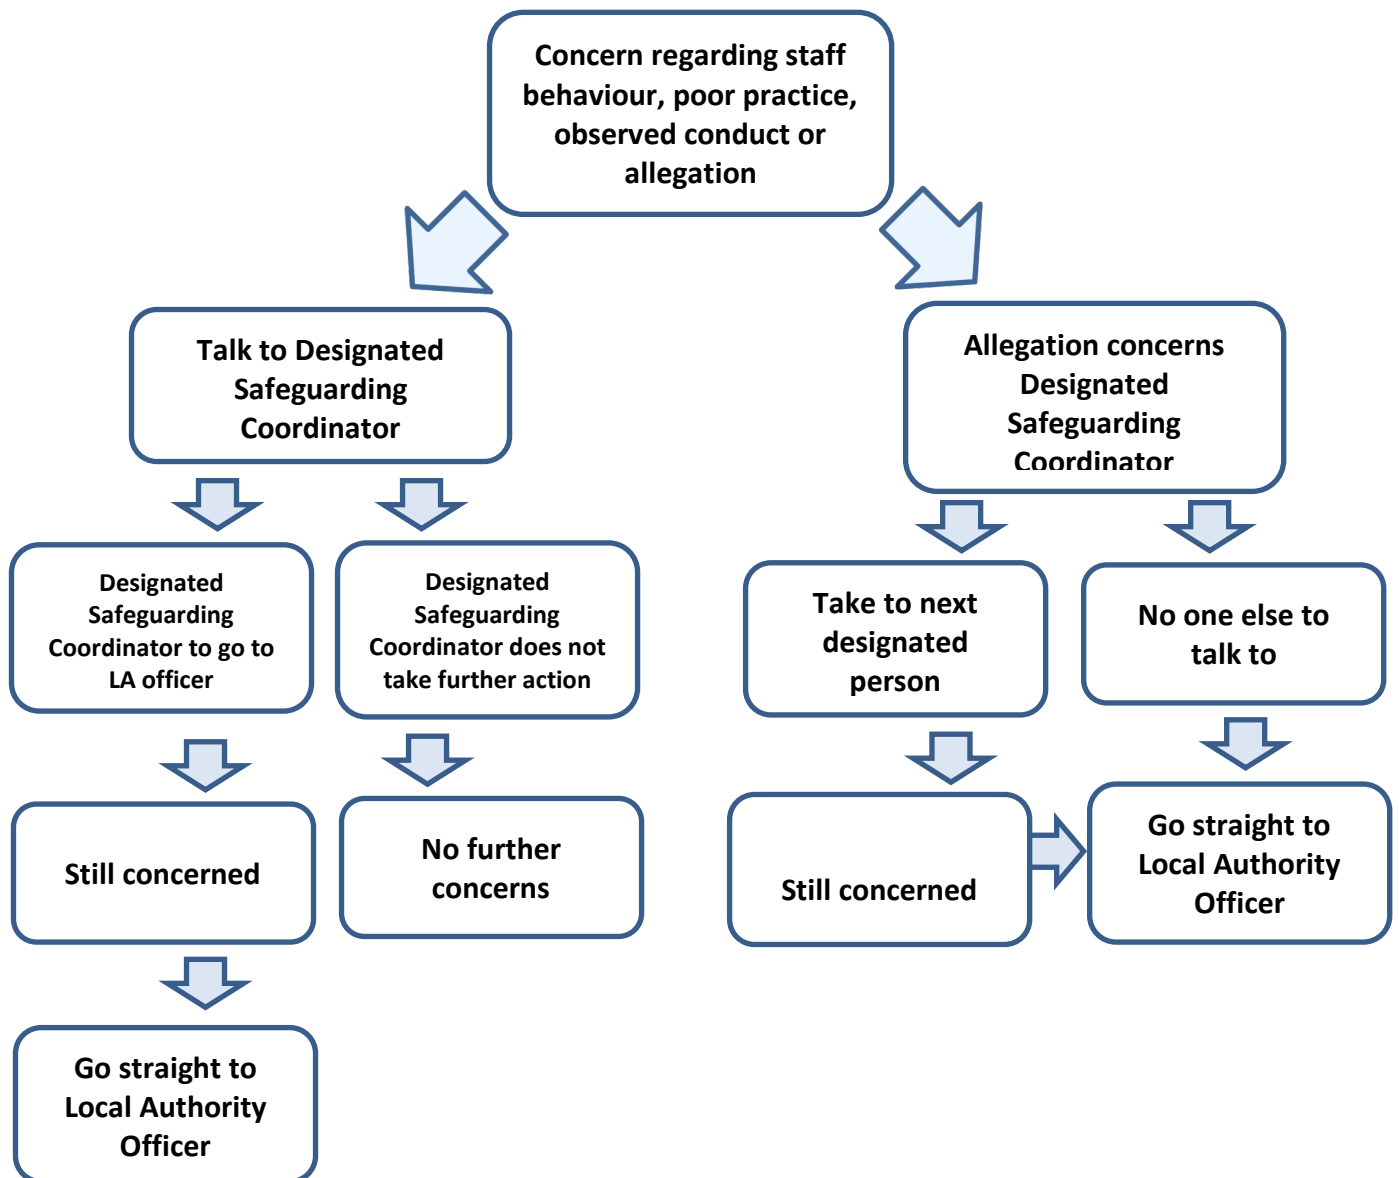 Concern regarding staff
behaviour, poor practice,
observed conduct or
allegation
Talk to Designated
Safeguarding
Coordinator
Allegation concerns
Designated
Safeguarding
Coordinator
Designated
Safeguarding
Coordinator to go to
LA officer
Designated
Safeguarding
Coordinator does not
take further action
Take to next
designated
person
No one else to
talk to
Still concerned
No further
concerns
Still concerned
Go straight to
Local Authority
Officer
Go straight to
Local Authority
Officer